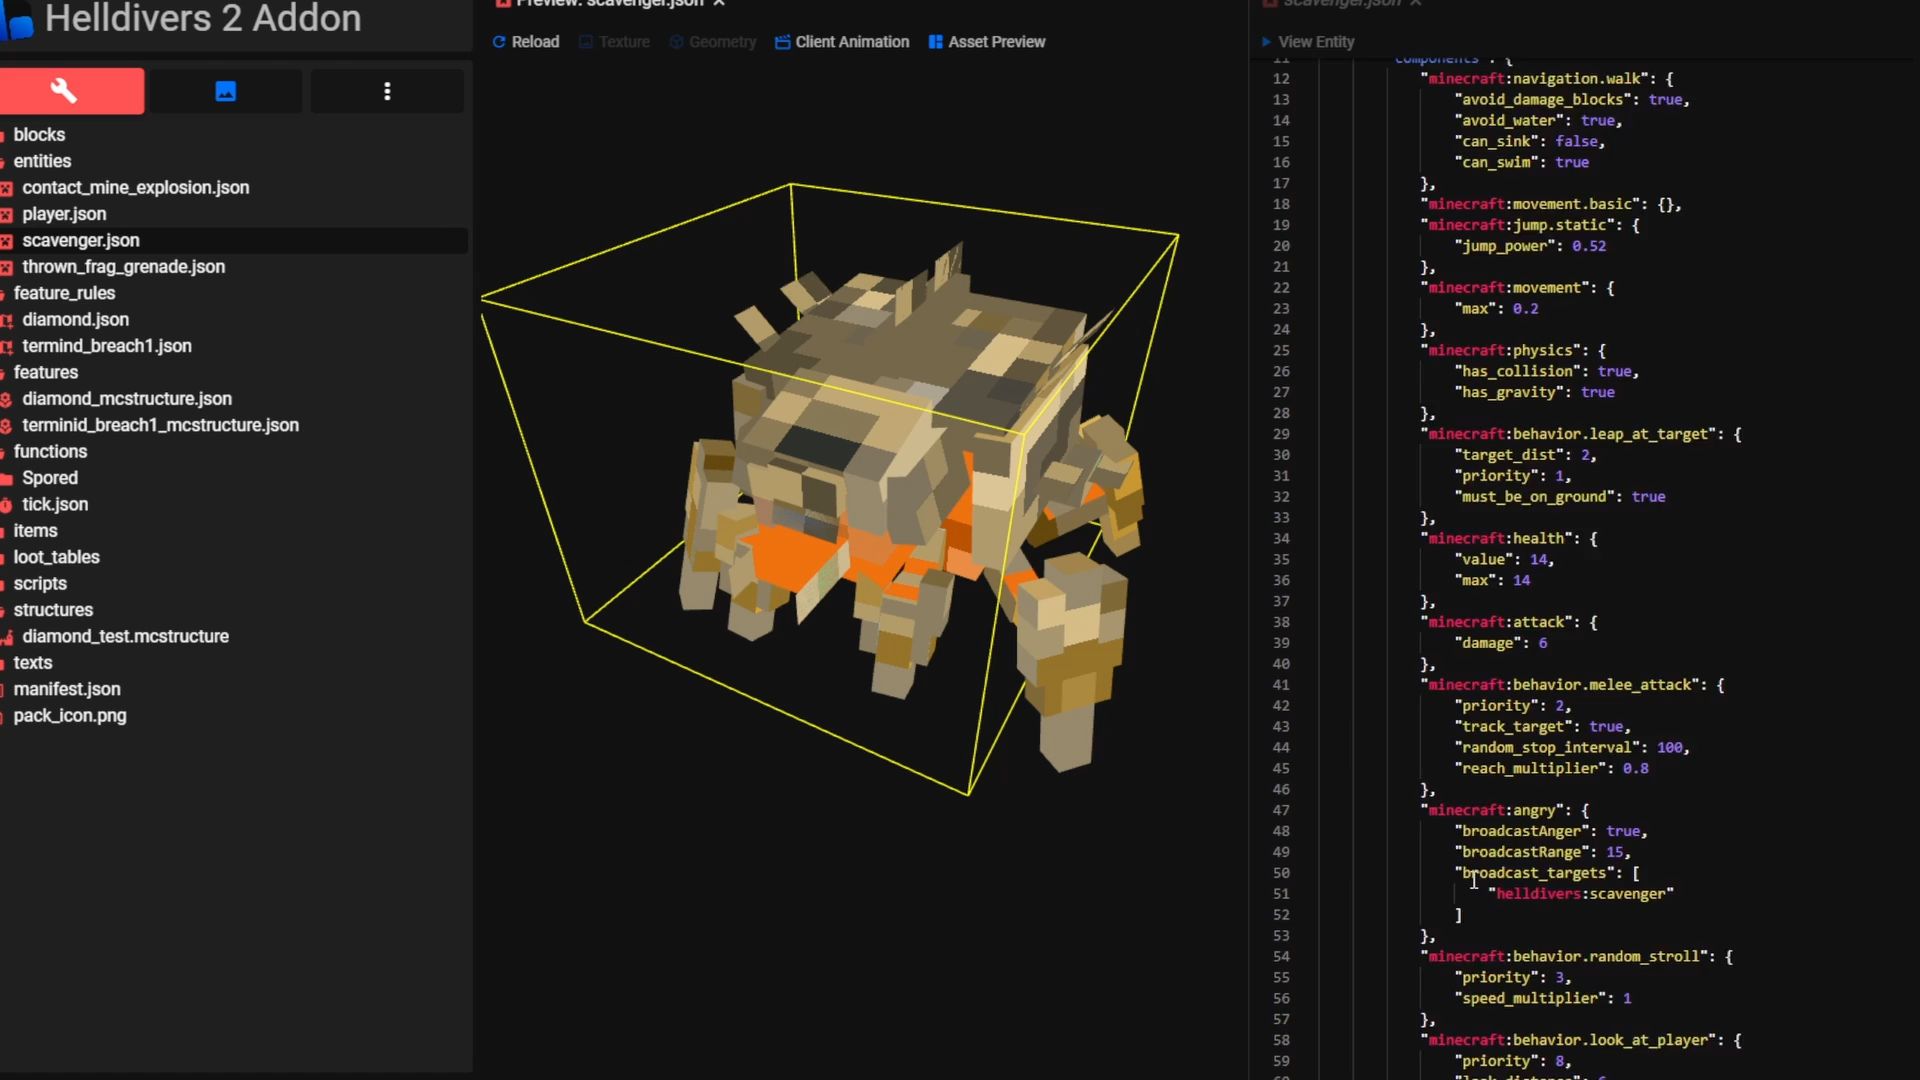 Helldivers 2 Addon
blocks
entities
contact_mine_explosion.json
player.json
scavenger.json
thrown_frag_grenade.json
feature_rules
diamond.json
termind_breach1.json
features
diamond_mcstructure.json
terminid_breach1_mcstructure.json
functions
Spored
tick.json
items
loot_tables
scripts
structures
diamond_test.mcstructure
texts
manifest.json
pack_icon.png
Preview: scavenger.json
Reload Texture Geometry Client Animation Asset Preview
scavenger.json
View Entity
11 "components": {
12 "minecraft:navigation.walk": {
13 "avoid_damage_blocks": true,
14 "avoid_water": true,
15 "can_sink": false,
16 "can_swim": true
17 },
18 "minecraft:movement.basic": {},
19 "minecraft:jump.static": {
20 "jump_power": 0.52
21 },
22 "minecraft:movement": {
23 "max": 0.2
24 },
25 "minecraft:physics": {
26 "has_collision": true,
27 "has_gravity": true
28 },
29 "minecraft:behavior.leap_at_target": {
30 "target_dist": 2,
31 "priority": 1,
32 "must_be_on_ground": true
33 },
34 "minecraft:health": {
35 "value": 14,
36 "max": 14
37 },
38 "minecraft:attack": {
39 "damage": 6
40 },
41 "minecraft:behavior.melee_attack": {
42 "priority": 2,
43 "track_target": true,
44 "random_stop_interval": 100,
45 "reach_multiplier": 0.8
46 },
47 "minecraft:angry": {
48 "broadcastAnger": true,
49 "broadcastRange": 15,
50 "broadcast_targets": [
51 "helldivers:scavenger"
52 ]
53 },
54 "minecraft:behavior.random_stroll": {
55 "priority": 3,
56 "speed_multiplier": 1
57 },
58 "minecraft:behavior.look_at_player": {
59 "priority": 8,